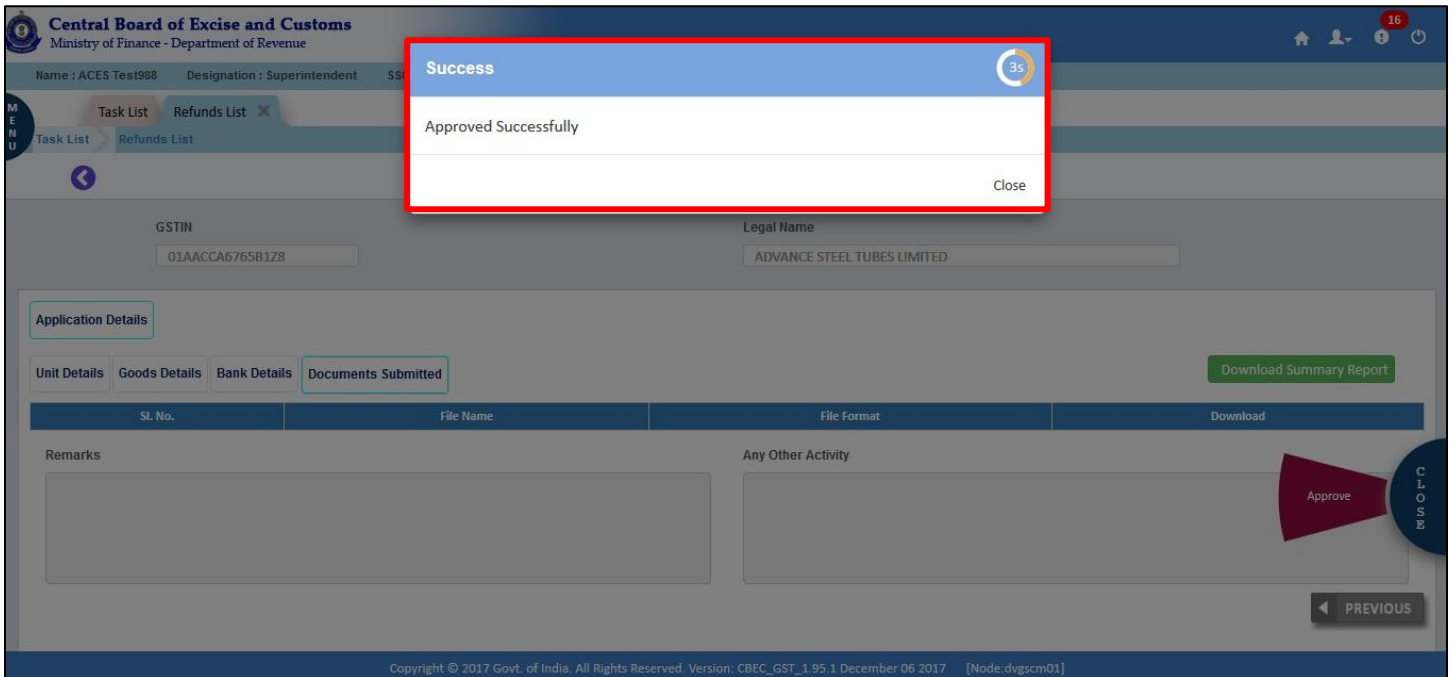 Central Board of Excise and Customs
Ministry of Finance - Department of Revenue
16
Name : ACES Test988 Designation : Superintendent
Success 3s
Approved Successfully
Close
MENU
Task List Refunds List
Task List Refunds List
GSTIN Legal Name
01AACCA6765B1Z8 ADVANCE STEEL TUBES LIMITED
Application Details
Unit Details Goods Details Bank Details Documents Submitted Download Summary Report
Sl. No. File Name File Format Download
Remarks Any Other Activity
Approve
CLOSE
PREVIOUS
Copyright © 2017 Govt. of India. All Rights Reserved. Version: CBEC_GST_1.95.1 December 06 2017 [Node:dvgscm01]